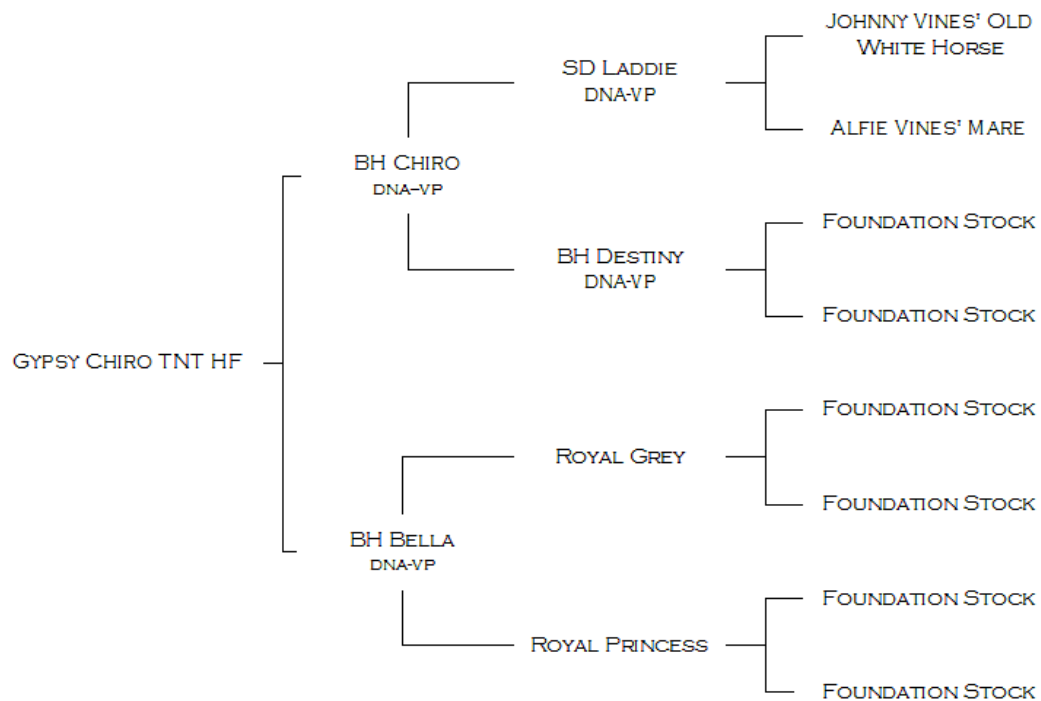 Johnny Vines' Old
White Horse
SD Laddie
DNA-VP
Alfie Vines' Mare
BH Chiro
DNA–VP
Foundation Stock
BH Destiny
DNA-VP
Foundation Stock
Gypsy Chiro TNT HF
Foundation Stock
Royal Grey
Foundation Stock
BH Bella
DNA-VP
Foundation Stock
Royal Princess
Foundation Stock